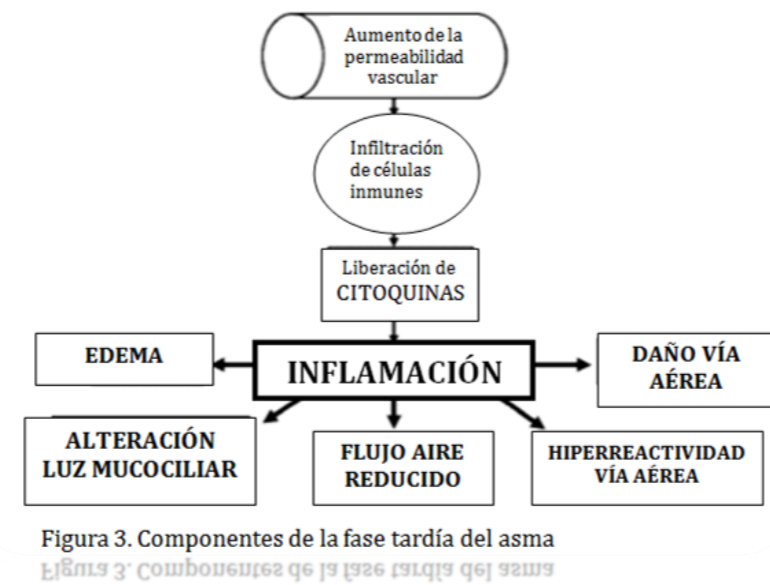 Aumento de la
permeabilidad
vascular
Infiltración
de células
inmunes
Liberación de
CITOQUINAS
EDEMA
INFLAMACIÓN
DAÑO VÍA
AÉREA
ALTERACIÓN
LUZ MUCOCILIAR
FLUJO AIRE
REDUCIDO
HIPERREACTIVIDAD
VÍA AÉREA
Figura 3. Componentes de la fase tardía del asma